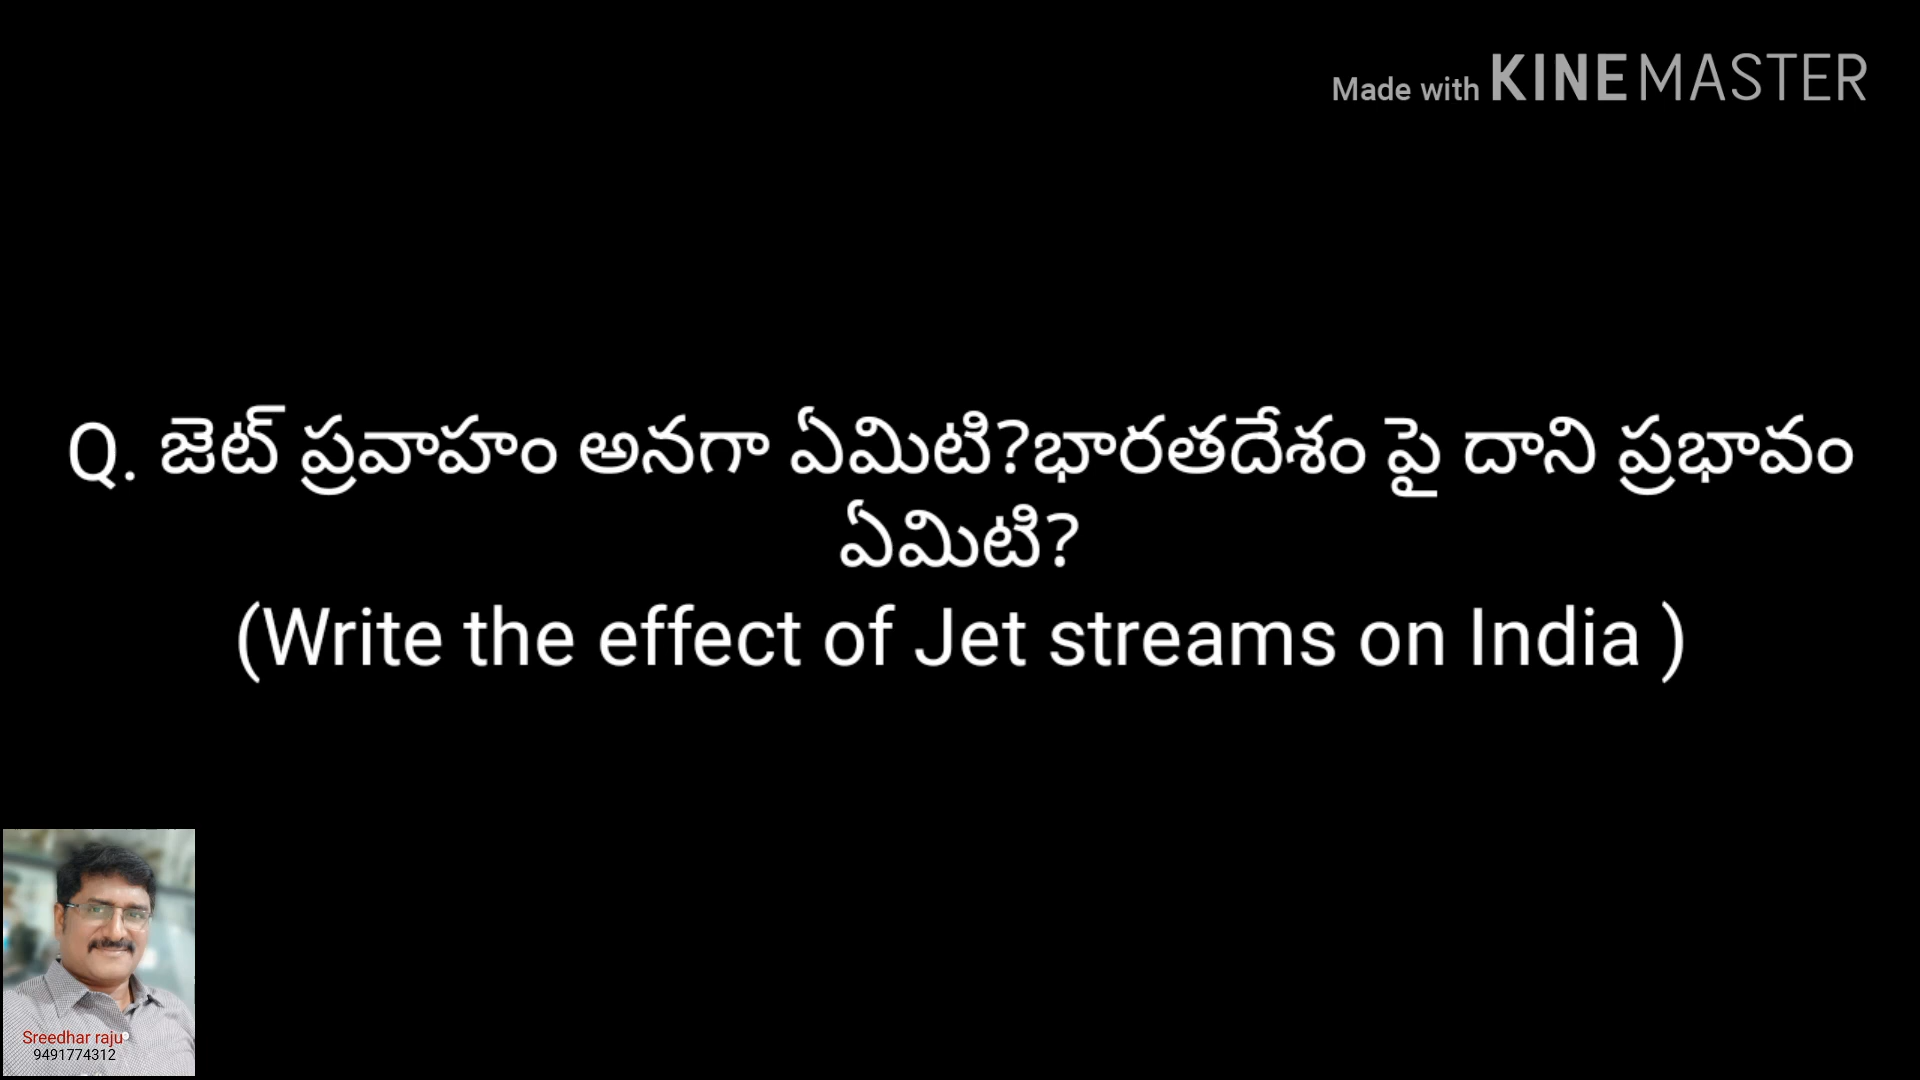 Made with KINEMASTER
Q. జెట్ ప్రవాహం అనగా ఏమిటి?భారతదేశం పై దాని ప్రభావం
ఏమిటి?
(Write the effect of Jet streams on India )
Sreedhar raju
9491774312